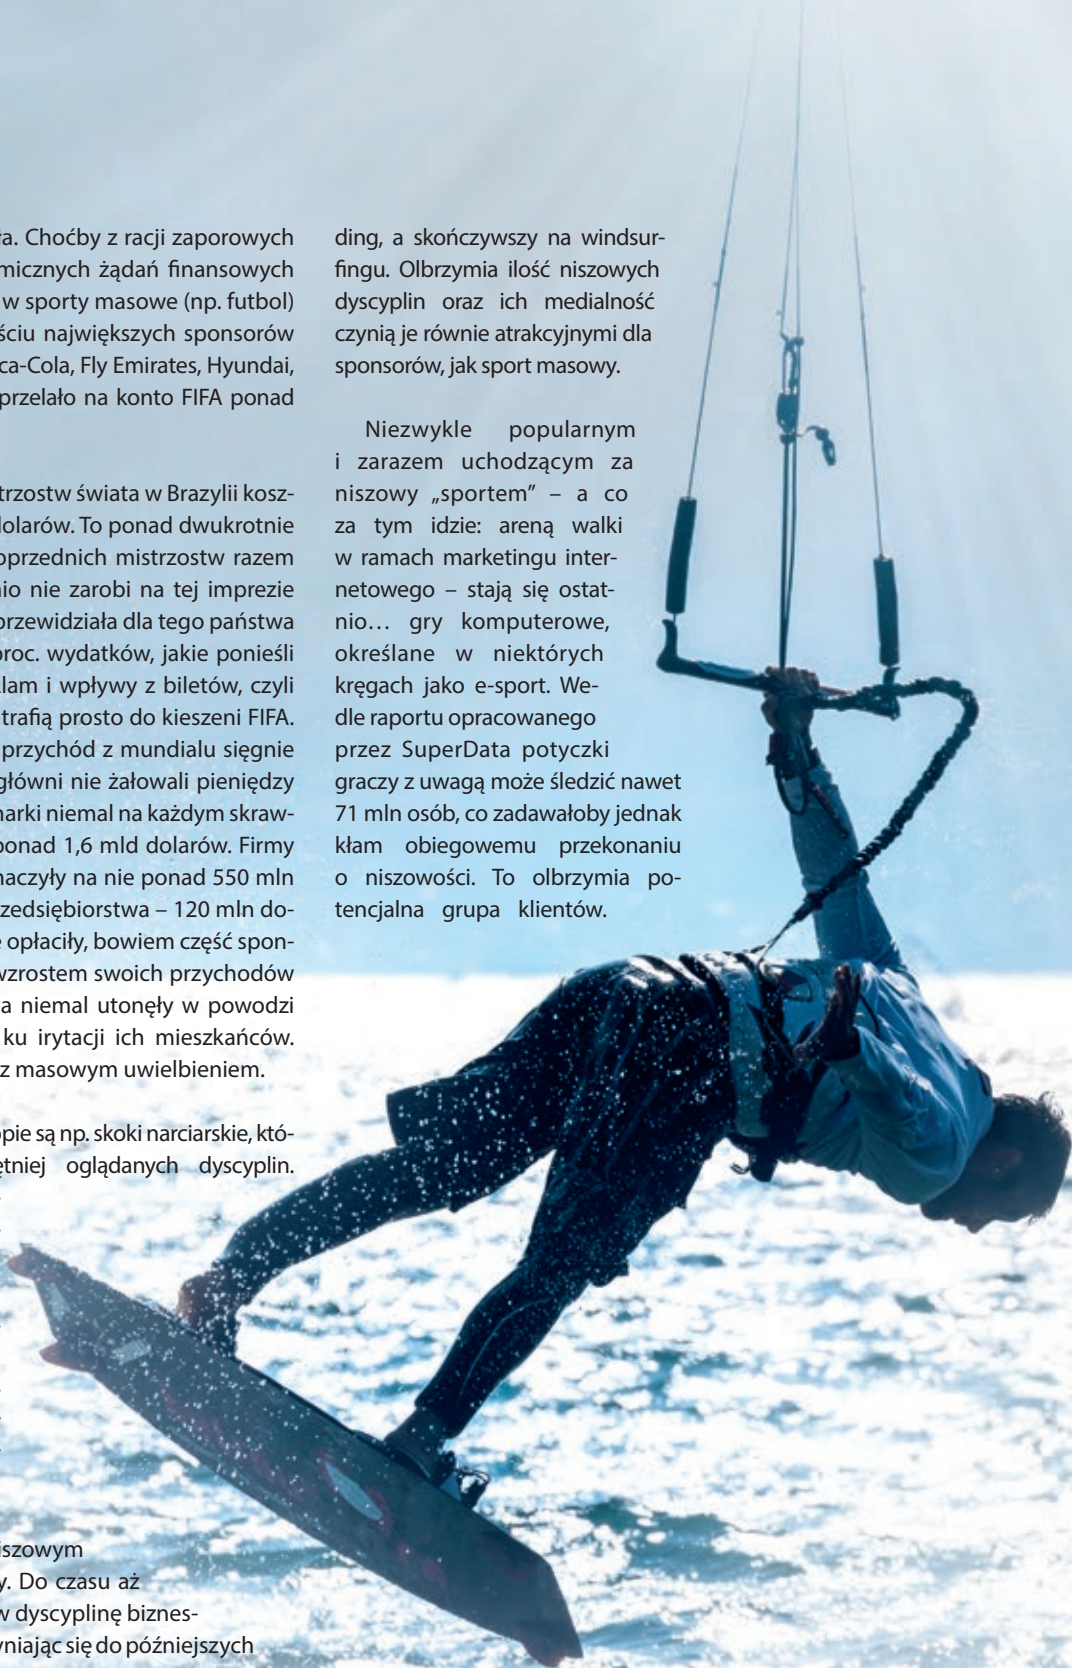 ła. Choćby z racji zaporowych
micznych żądań finansowych
w sporty masowe (np. futbol)
ściu największych sponsorów
ca-Cola, Fly Emirates, Hyundai,
przelało na konto FIFA ponad
trzostw świata w Brazylii kosz-
dolarów. To ponad dwukrotnie
oprzednich mistrzostw razem
nio nie zarobi na tej imprezie
przewidziała dla tego państwa
proc. wydatków, jakie ponieśli
klam i wpływy z biletów, czyli
trafią prosto do kieszeni FIFA.
przychód z mundialu sięgnie
główni nie żałowali pieniędzy
marki niemal na każdym skraw-
ponad 1,6 mld dolarów. Firmy
naczyły na nie ponad 550 mln
zedsiębiorstwa – 120 mln do-
e opłaciły, bowiem część spon-
wzrostem swoich przychodów
a niemal utonęły w powodzi
ku irytacji ich mieszkańców.
z masowym uwielbieniem.
pie są np. skoki narciarskie, któ-
ętniej oglądanych dyscyplin.
iszowym
y. Do czasu aż
w dyscyplinę biznes-
yniając się do późniejszych
ding, a skończywszy na windsur-
fingu. Olbrzymia ilość niszowych
dyscyplin oraz ich medialność
czynią je równie atrakcyjnymi dla
sponsorów, jak sport masowy.
Niezwykle popularnym
i zarazem uchodzącym za
niszowy „sportem” – a co
za tym idzie: areną walki
w ramach marketingu inter-
netowego – stają się ostat-
nio… gry komputerowe,
określane w niektórych
kręgach jako e-sport. We-
dle raportu opracowanego
przez SuperData potyczki
graczy z uwagą może śledzić nawet
71 mln osób, co zadawałoby jednak
kłam obiegowemu przekonaniu
o niszowości. To olbrzymia po-
tencjalna grupa klientów.